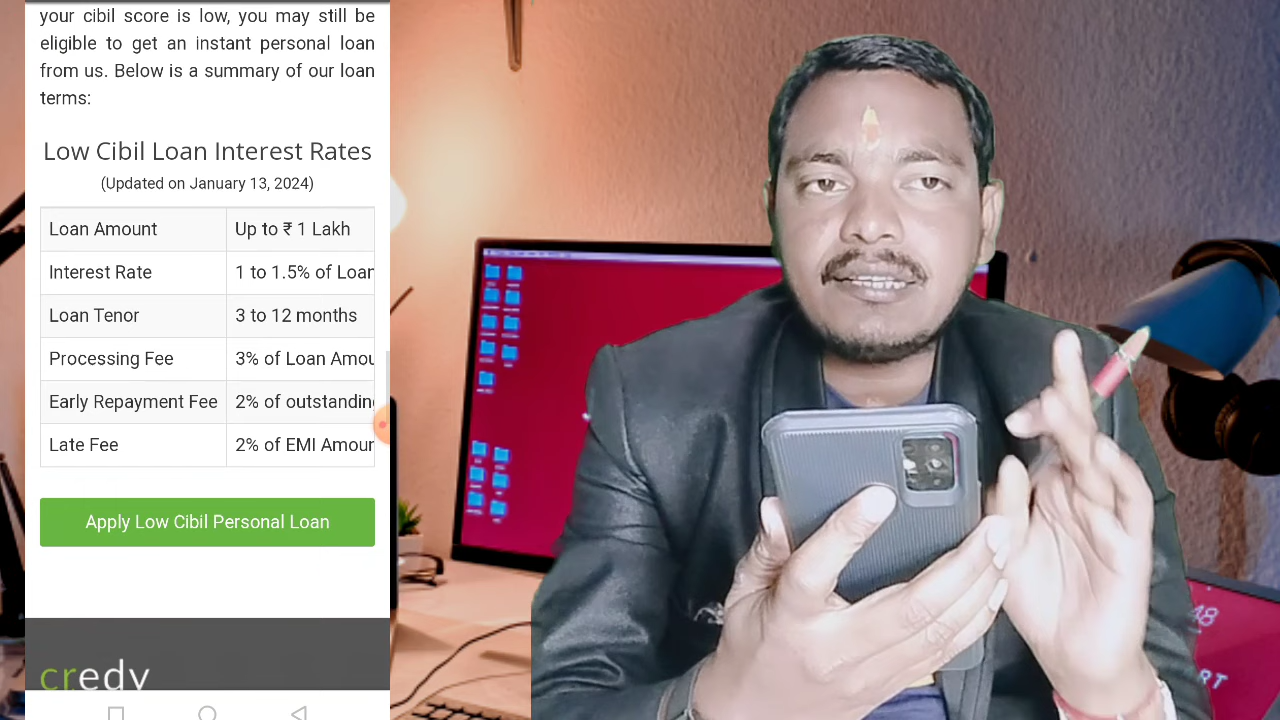 your cibil score is low, you may still be
eligible to get an instant personal loan
from us. Below is a summary of our loan
terms:
Low Cibil Loan Interest Rates
(Updated on January 13, 2024)
Loan Amount Up to ₹ 1 Lakh
Interest Rate 1 to 1.5% of Loan
Loan Tenor 3 to 12 months
Processing Fee 3% of Loan Amou
Early Repayment Fee 2% of outstanding
Late Fee 2% of EMI Amoun
Apply Low Cibil Personal Loan
credy
48
RT